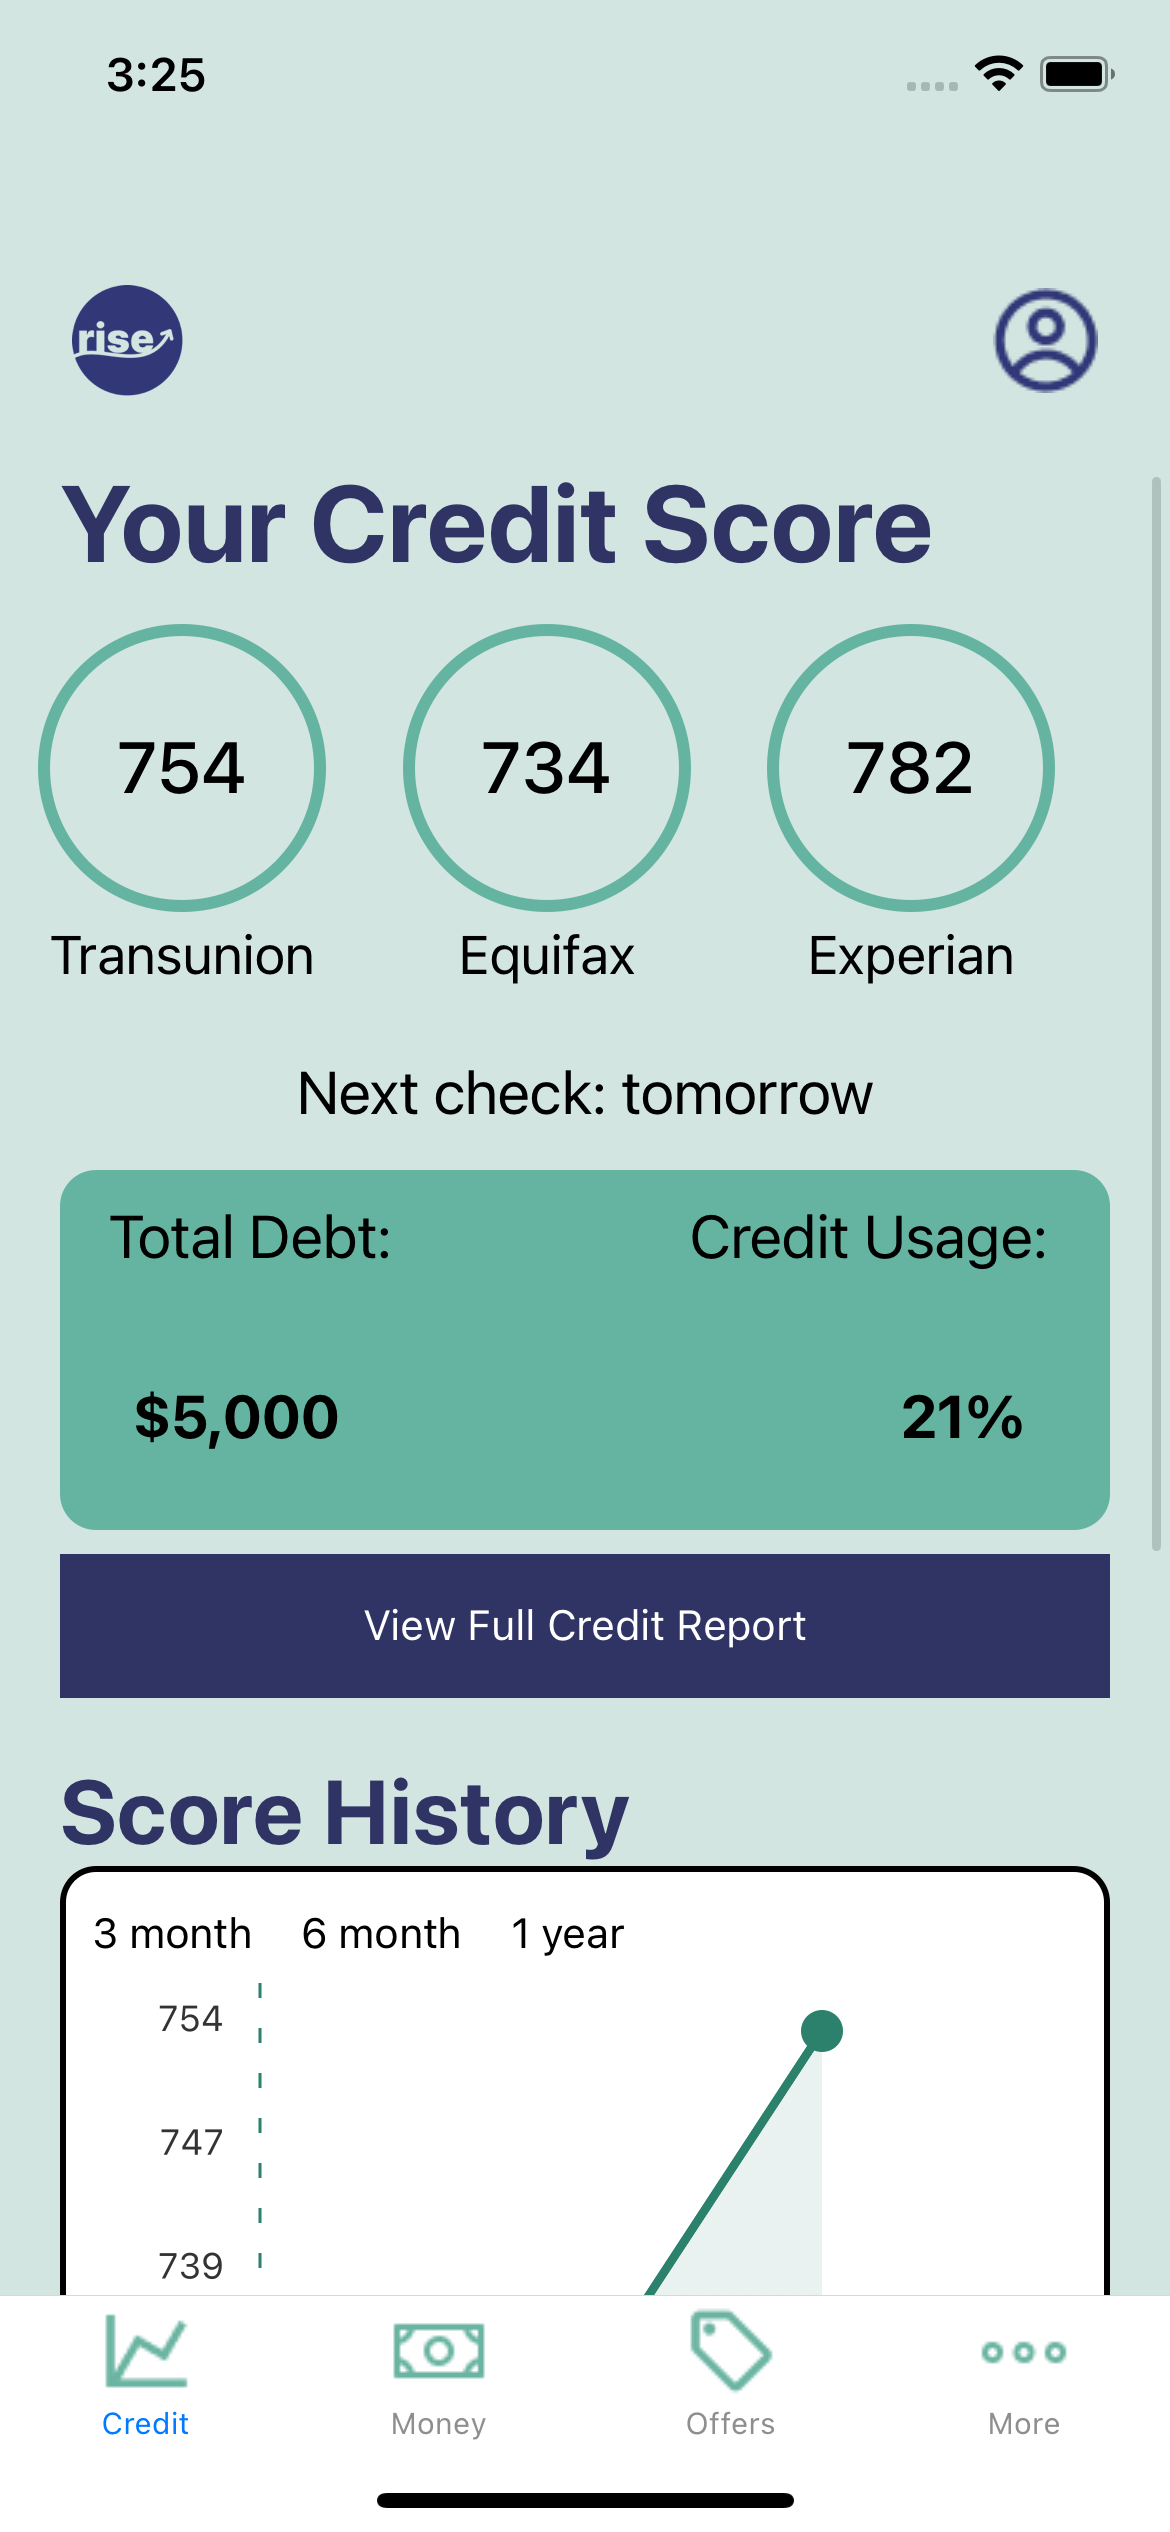 3:25
rise
Your Credit Score
754 734 782
Transunion Equifax Experian
Next check: tomorrow
Total Debt: Credit Usage:
$5,000 21%
View Full Credit Report
Score History
3 month 6 month 1 year
754
747
739
Credit Money Offers More